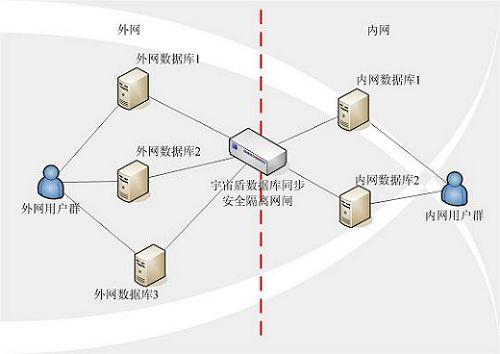 外网
内网
外网数据库1
内网数据库1
外网数据库2
宇宙盾数据库同步
安全隔离网闸
内网数据库2
外网用户群
内网用户群
外网数据库3